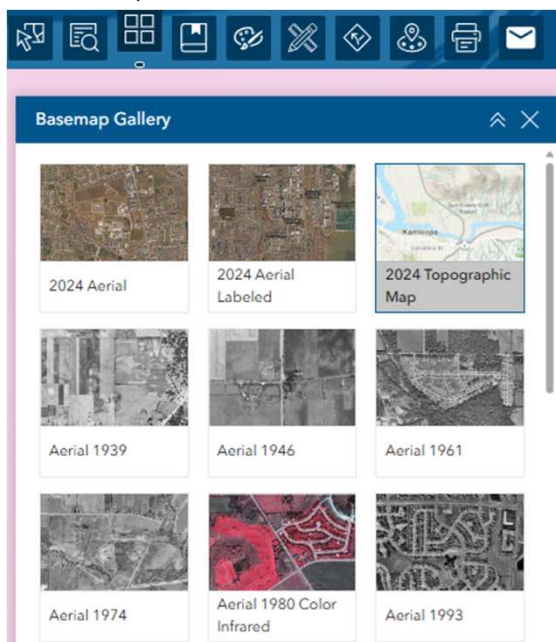 Basemap Gallery
2024 Aerial
2024 Aerial
Labeled
Kamloops
2024 Topographic
Map
Aerial 1939
Aerial 1946
Aerial 1961
Aerial 1974
Aerial 1980 Color
Infrared
Aerial 1993